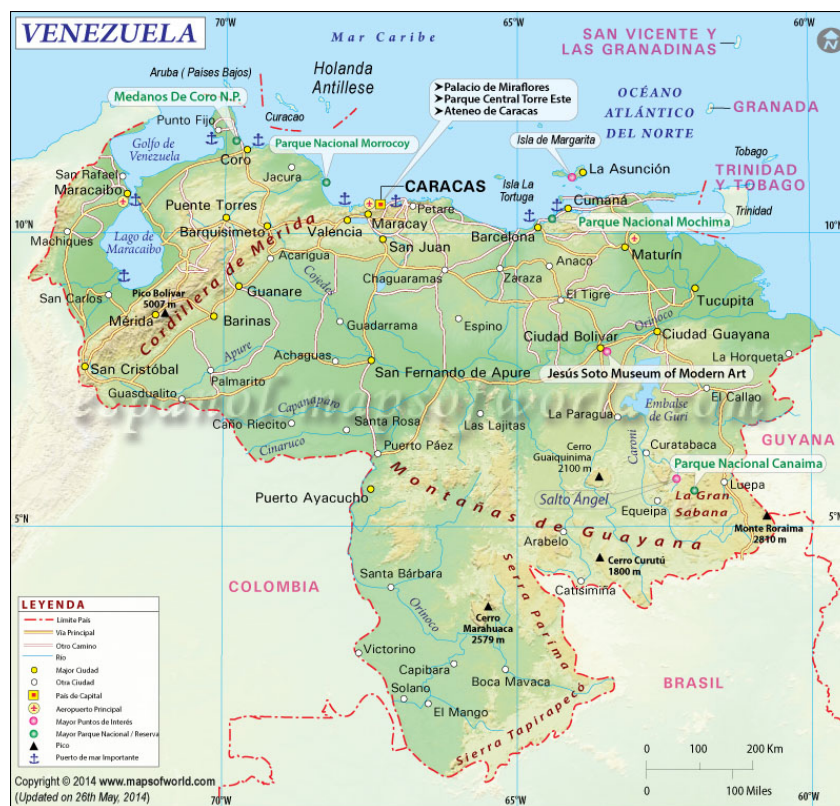 VENEZUELA
70°W
65°W
60°W
Mar Caribe
SAN VICENTE Y
LAS GRANADINAS
N
Aruba ( Paises Bajos)
Holanda
Antillese
➤Palacio de Miraflores
➤Parque Central Torre Este
➤Ateneo de Caracas
OCÉANO
ATLÁNTICO
DEL NORTE
GRANADA
Medanos De Coro N.P.
Punto Fijo
Curacao
Golfo de
Venezuela
Coro
Parque Nacional Morrocoy
Isla de Margarita
La Asunción
Tobago
TRINIDAD
Y TOBAGO
Trinidad
San Rafael
Maracaibo
Jacura
CARACAS
Isla La
Tortuga
Cumaná
Puente Torres
Petare
Maracay
Parque Nacional Mochima
10°N
10°N
Barquisimeto
Valencia
Barcelona
Machiques
Lago de
Maracaibo
San Juan
Maturín
Acarigua
Cordillera de Mérida
Cojedes
Chaguaramas
Zaraza
Anaco
San Carlos
Pico Bolivar
5007 m
Guanare
El Tigre
Tucupita
Mérida
Barinas
Guadarrama
Espino
Orinoco
Ciudad Bolivar
Ciudad Guayana
Apure
Achaguas
La Horqueta
San Cristóbal
Palmarito
San Fernando de Apure
Jesús Soto Museum of Modern Art
Guasdualito
Capanaparo
El Callao
espanol.mapsofworld.com
Caño Riecito
Santa Rosa
Las Lajitas
La Paragua
Embalse
de Guri
Cinaruco
Puerto Páez
Cerro
Guaiquinima
2100 m
Caroni
Curatabaca
GUYANA
Parque Nacional Canaima
Montañas de Guayana
Puerto Ayacucho
Salto Ángel
La Gran
Sabana
Luepa
Equeipa
5°N
5°N
Monte Roraima
2810 m
Arabelo
Cerro Curutú
1800 m
COLOMBIA
Santa Bárbara
Serra Parima
Catisimiña
Orinoco
Cerro
Marahuaca
2579 m
Victorino
Capibara
Boca Mavaca
BRASIL
Solano
El Mango
Sierra Tapirapecó
LEYENDA
Límite País
Vía Principal
Otro Camino
Rio
Major Ciudad
Otra Ciudad
País de Capital
Aeropuerto Principal
Mayor Puntos de Interés
Mayor Parque Nacional / Reserva
Pico
Puerto de mar Importante
0 100 200 Km
0 100 Miles
Copyright © 2014 www.mapsofworld.com
(Updated on 26th May, 2014)
70°W
65°W
60°W